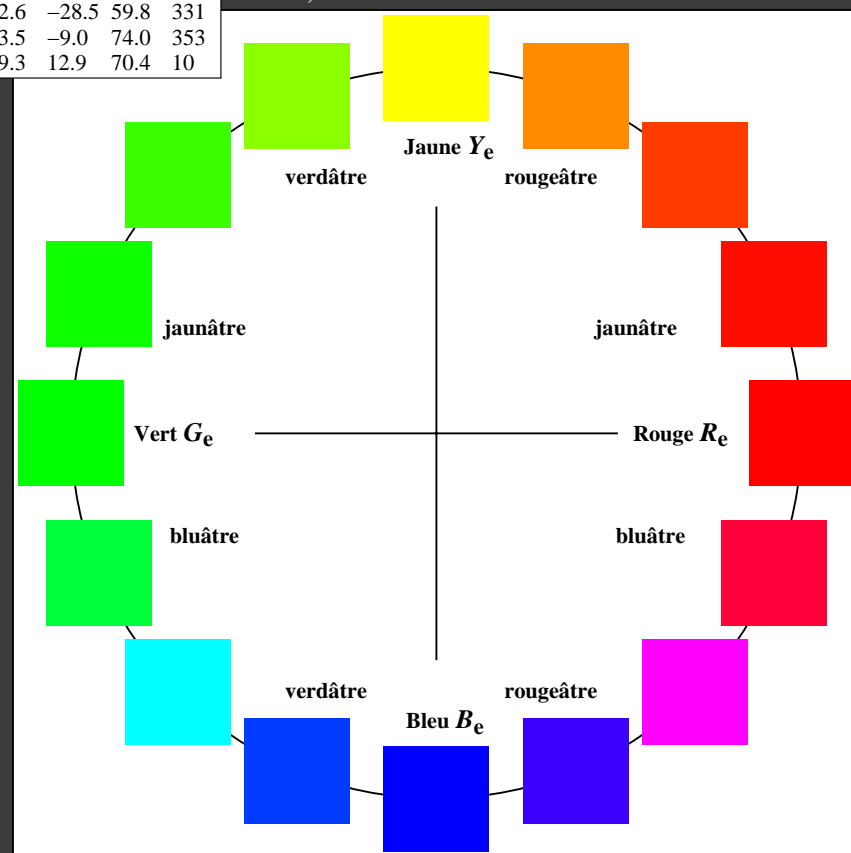 2.6 –28.5 59.8 331
3.5 –9.0 74.0 353
9.3 12.9 70.4 10
Jaune Ye
verdâtre rougeâtre
jaunâtre jaunâtre
Vert Ge Rouge Re
bluâtre bluâtre
verdâtre rougeâtre
Bleu Be